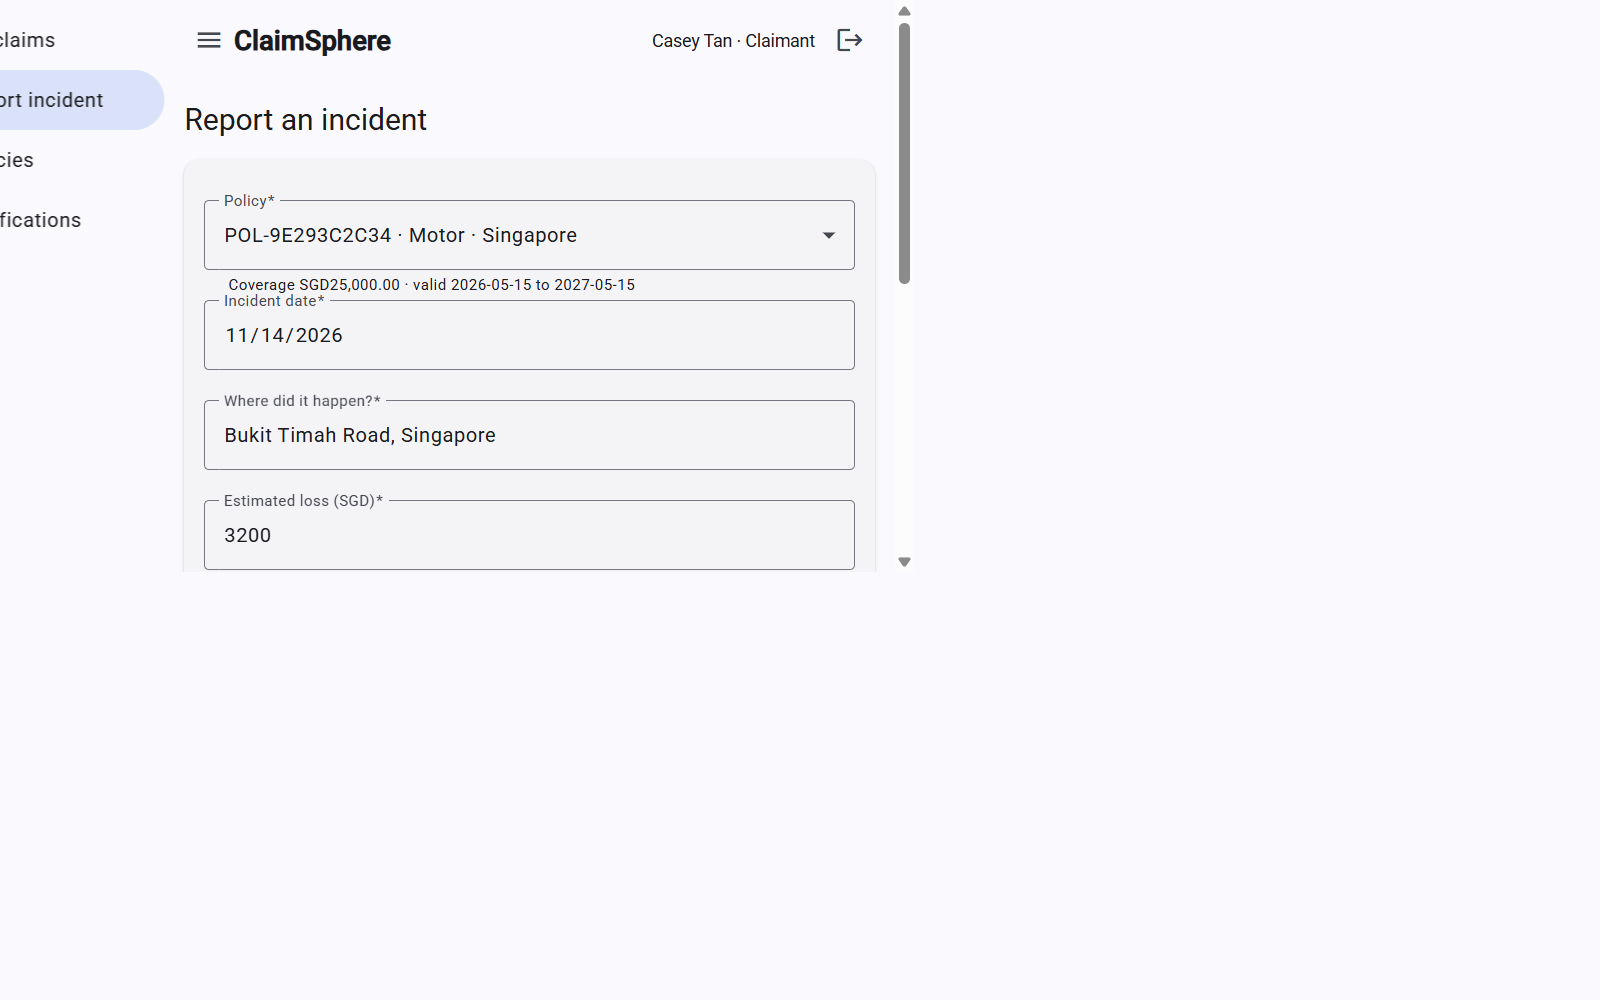 claims
ort incident
cies
fications
ClaimSphere
Casey Tan · Claimant
Report an incident
Policy*
POL-9E293C2C34 · Motor · Singapore
Coverage SGD25,000.00 · valid 2026-05-15 to 2027-05-15
Incident date*
11/14/2026
Where did it happen?*
Bukit Timah Road, Singapore
Estimated loss (SGD)*
3200